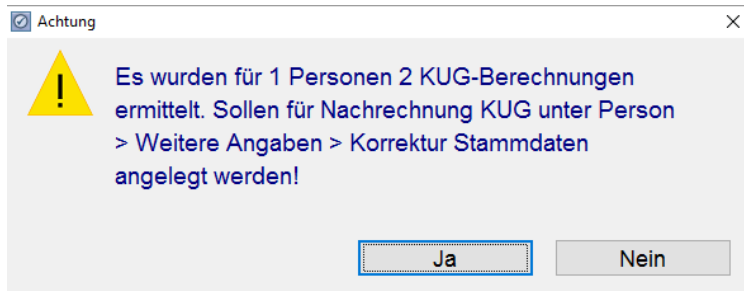 Achtung
Es wurden für 1 Personen 2 KUG-Berechnungen
ermittelt. Sollen für Nachrechnung KUG unter Person
> Weitere Angaben > Korrektur Stammdaten
angelegt werden!
Ja
Nein